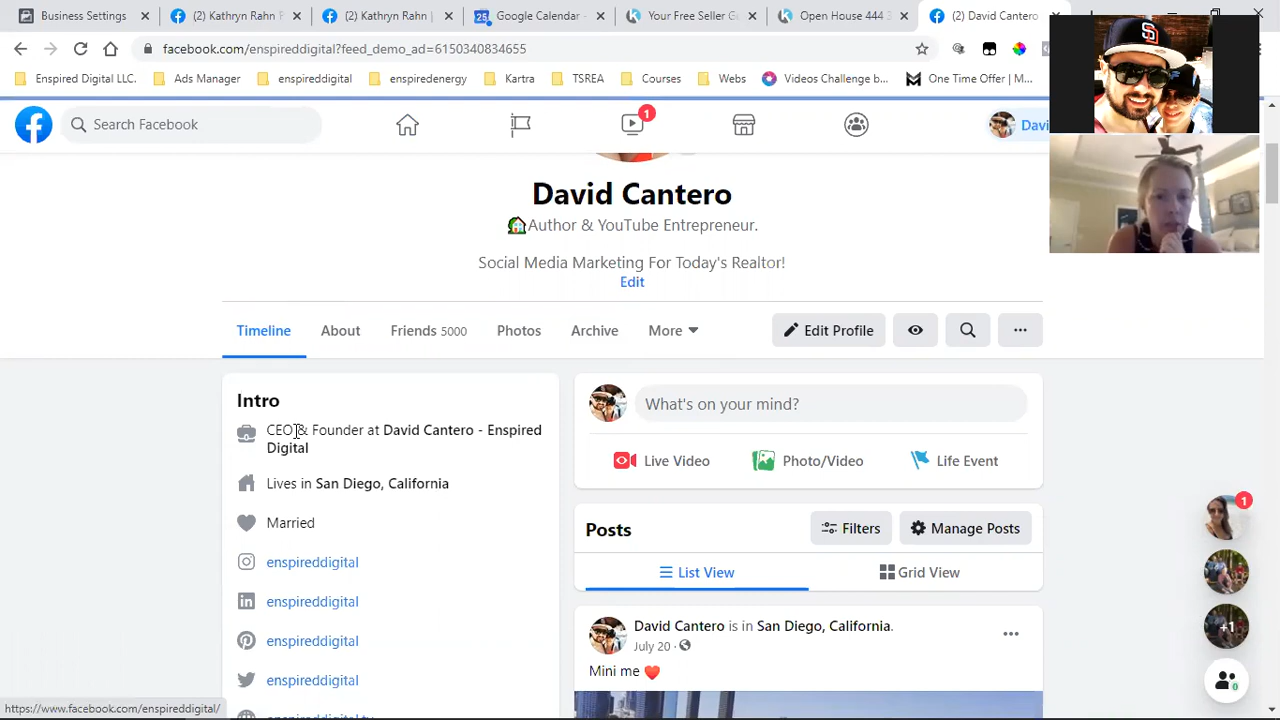 Business Settings
(2) Kathryn Rahn S
(2) Kathryn Rahn
25
Google Calendar -
Your Free Seller Gu
Open House 4
(2) David Cantero
facebook.com/enspireddigital?
Enspired Digital LLC.
Ads Manager
enspireddigital
Leads
Kartra
TSREA
Courses
Webs
Videos Challenge...
One Time Offer | M...
Search Facebook
1
Davi
David Cantero
Author & YouTube Entrepreneur.
Social Media Marketing For Today's Realtor!
Edit
Timeline
About
Friends 5000
Photos
Archive
More
Edit Profile
Intro
CEO & Founder at David Cantero - Enspired
Digital
Lives in San Diego, California
Married
enspireddigital
enspireddigital
enspireddigital
enspireddigital
What's on your mind?
Live Video
Photo/Video
Life Event
Posts
Filters
Manage Posts
List View
Grid View
David Cantero is in San Diego, California.
July 20 ·
Mini me ❤️
1
+1
0
https://www.facebook.com/enspireddigital/